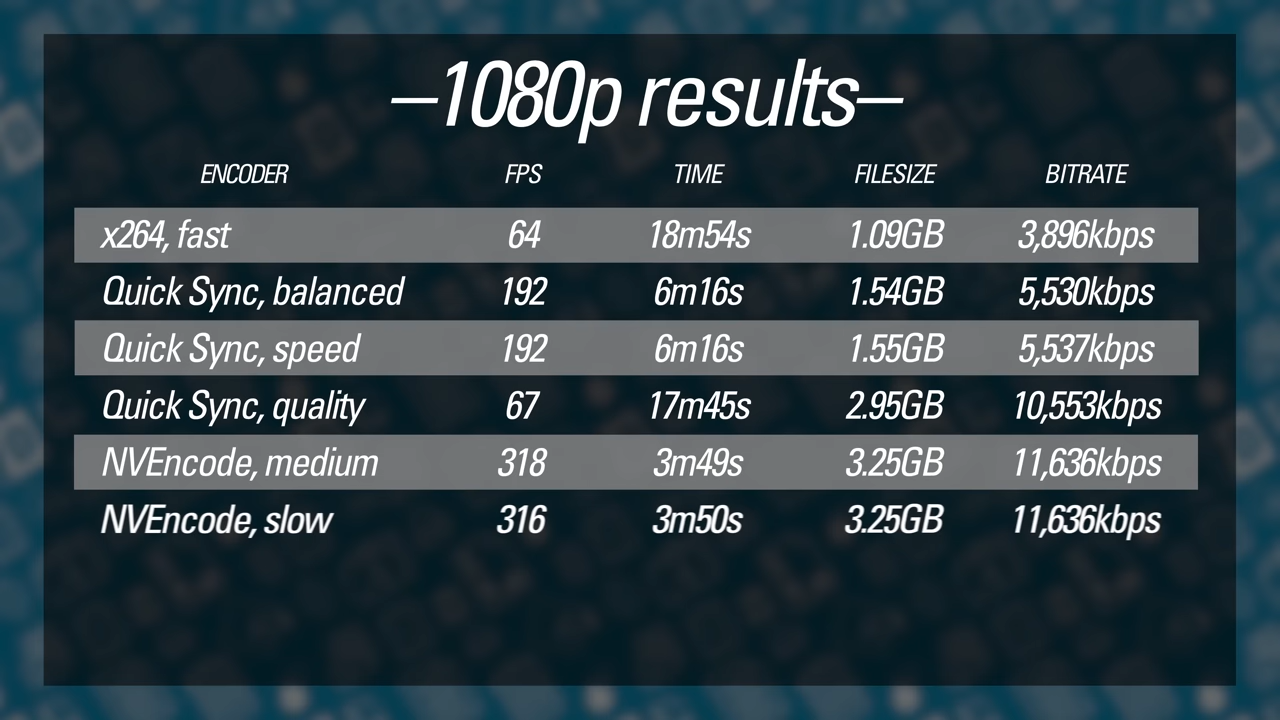 –1080p results–
ENCODER FPS TIME FILESIZE BITRATE
x264, fast 64 18m54s 1.09GB 3,896kbps
Quick Sync, balanced 192 6m16s 1.54GB 5,530kbps
Quick Sync, speed 192 6m16s 1.55GB 5,537kbps
Quick Sync, quality 67 17m45s 2.95GB 10,553kbps
NVEncode, medium 318 3m49s 3.25GB 11,636kbps
NVEncode, slow 316 3m50s 3.25GB 11,636kbps